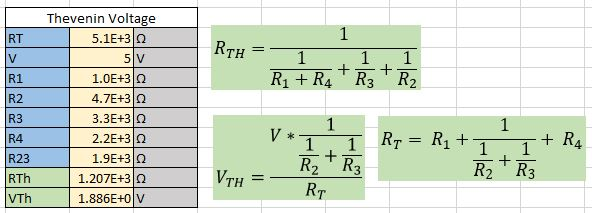 Thevenin Voltage
RT 5.1E+3 Ω
V 5 V
R1 1.0E+3 Ω
R2 4.7E+3 Ω
R3 3.3E+3 Ω
R4 2.2E+3 Ω
R23 1.9E+3 Ω
RTh 1.207E+3 Ω
VTh 1.886E+0 V
R_TH = 1 / (1/(R_1 + R_4) + 1/R_3 + 1/R_2)
V_TH = (V * 1/(1/R_2 + 1/R_3)) / R_T
R_T = R_1 + 1/(1/R_2 + 1/R_3) + R_4